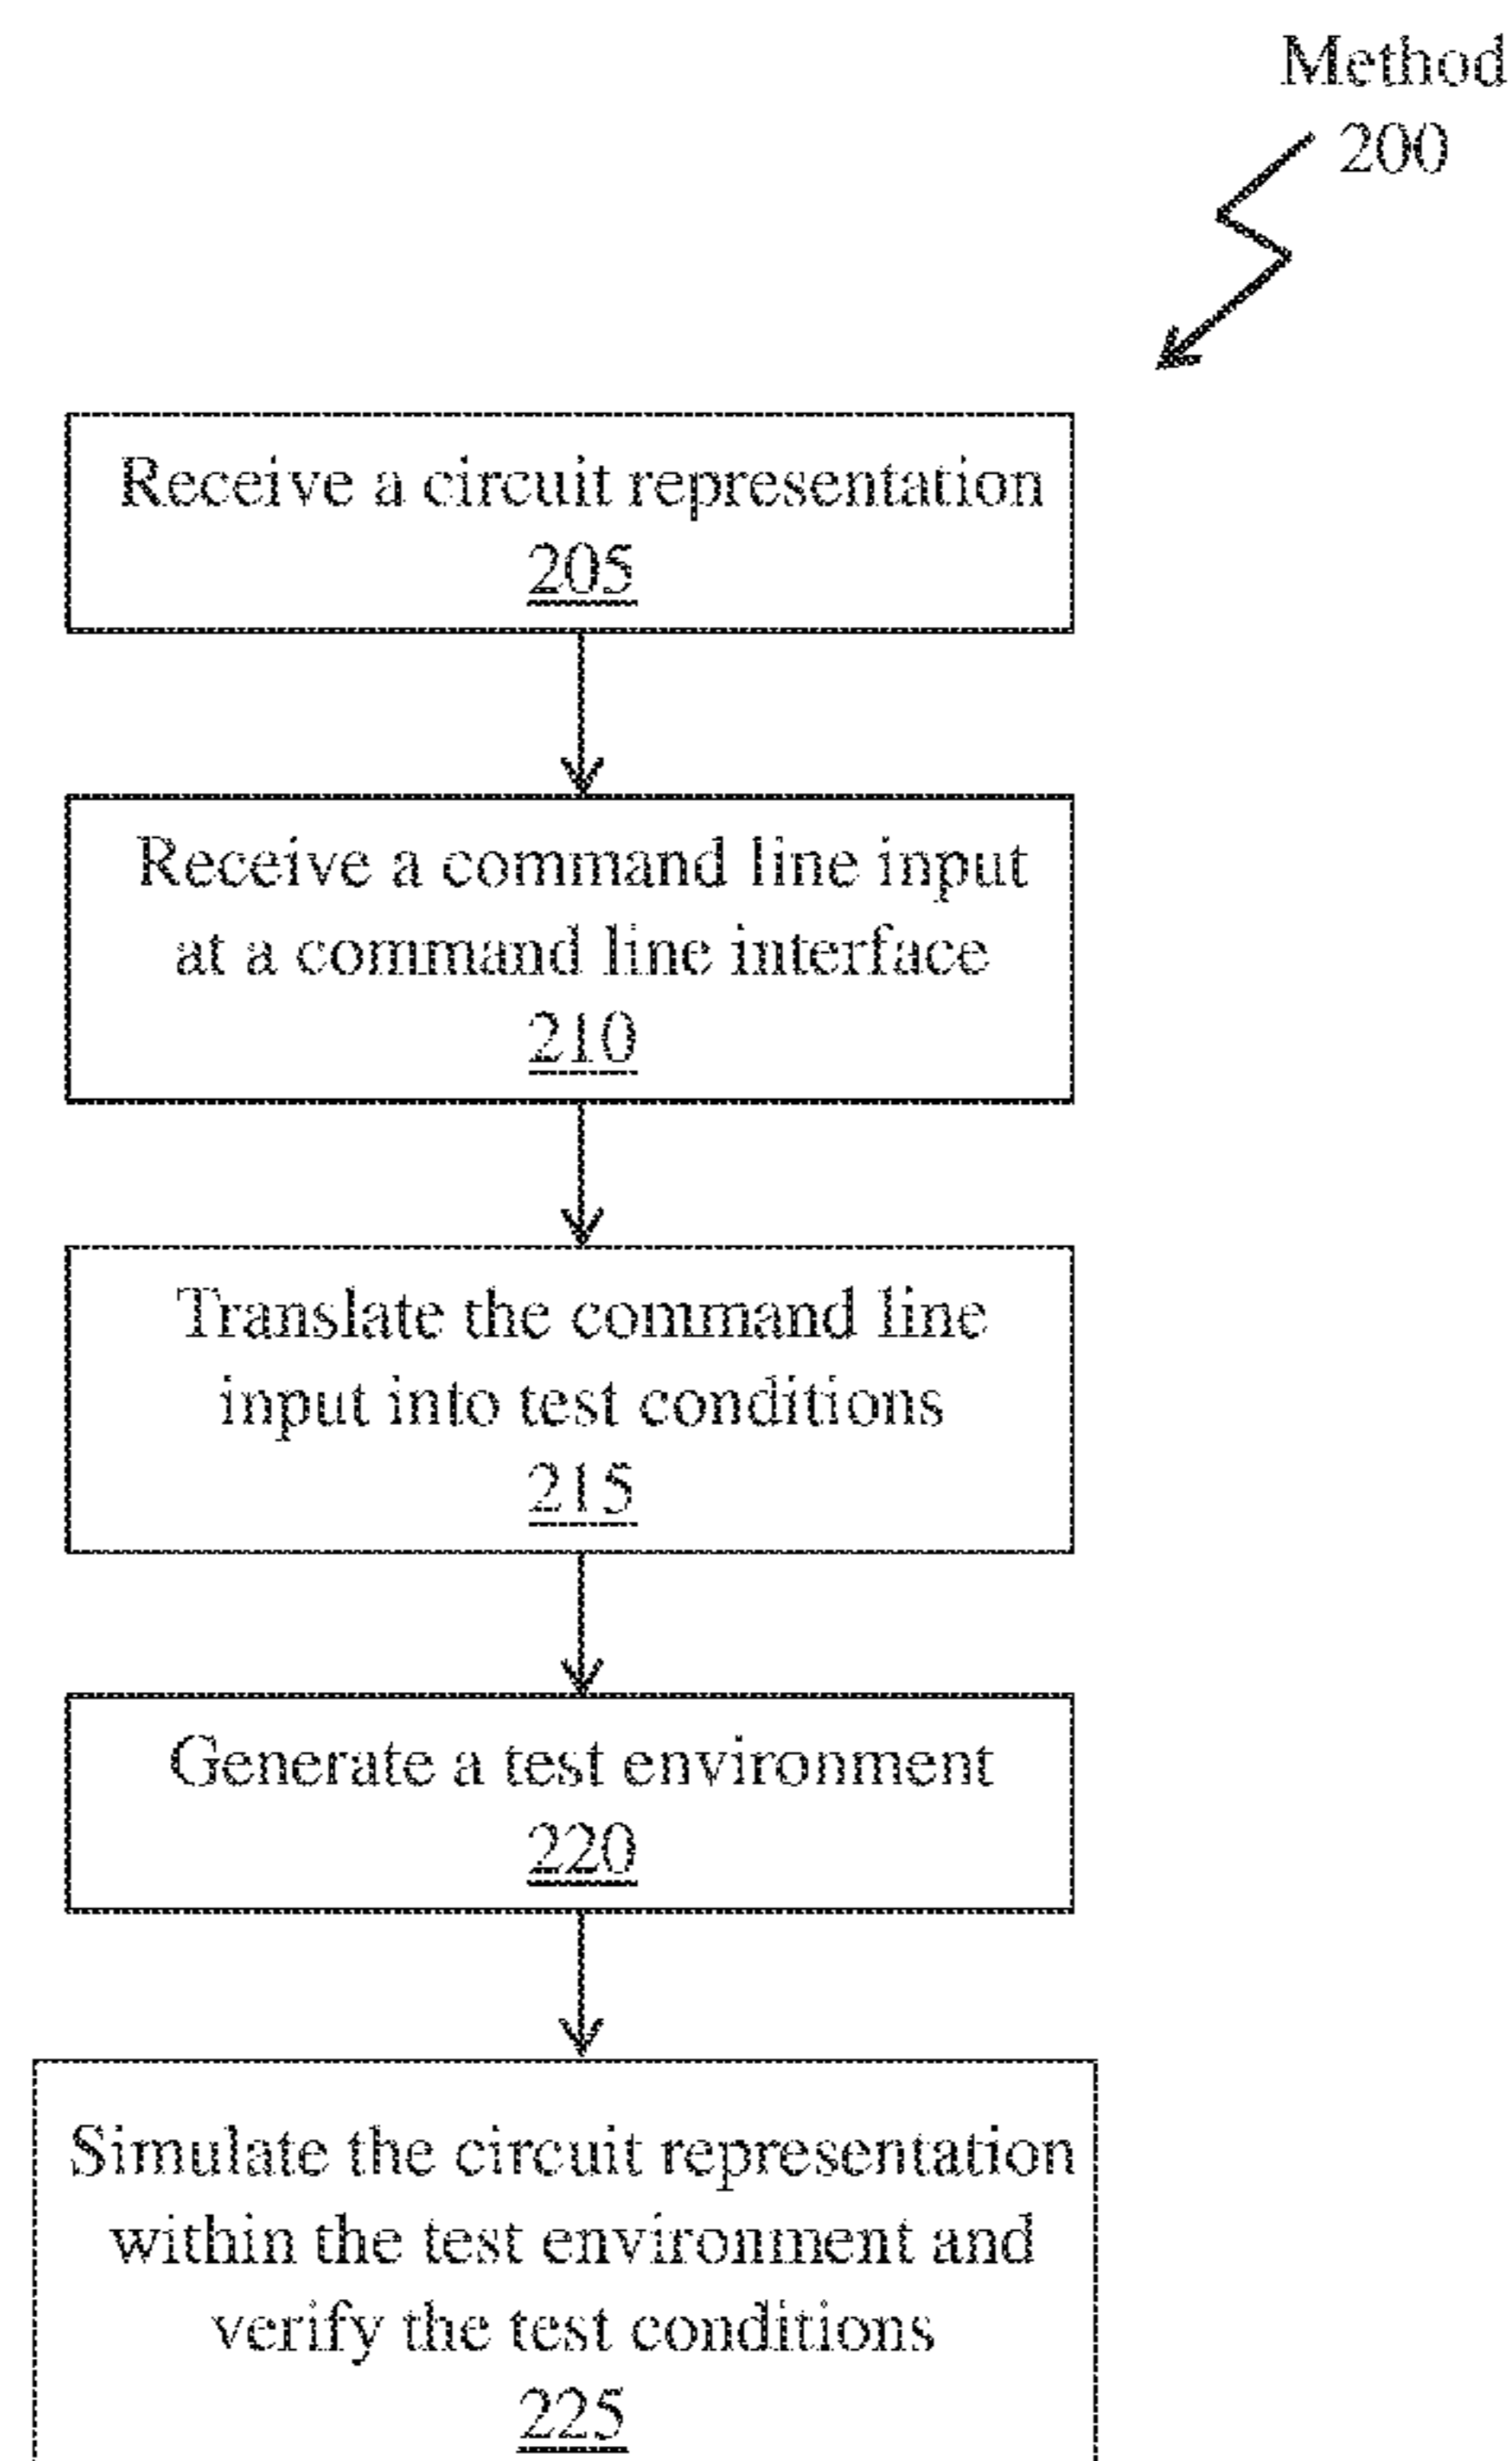 Method
200
Receive a circuit representation
205
Receive a command line input
at a command line interface
210
Translate the command line
input into test conditions
215
Generate a test environment
220
Simulate the circuit representation
within the test environment and
verify the test conditions
225